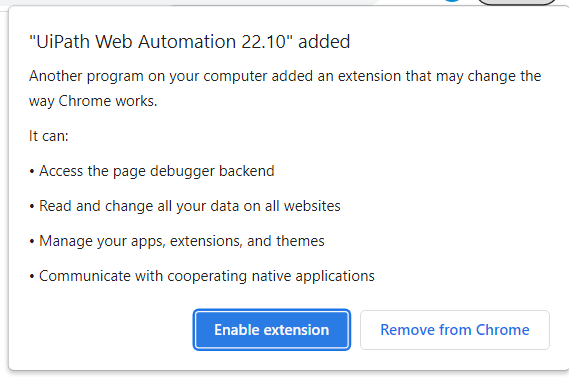 "UiPath Web Automation 22.10" added
Another program on your computer added an extension that may change the
way Chrome works.
It can:
• Access the page debugger backend
• Read and change all your data on all websites
• Manage your apps, extensions, and themes
• Communicate with cooperating native applications
Enable extension
Remove from Chrome